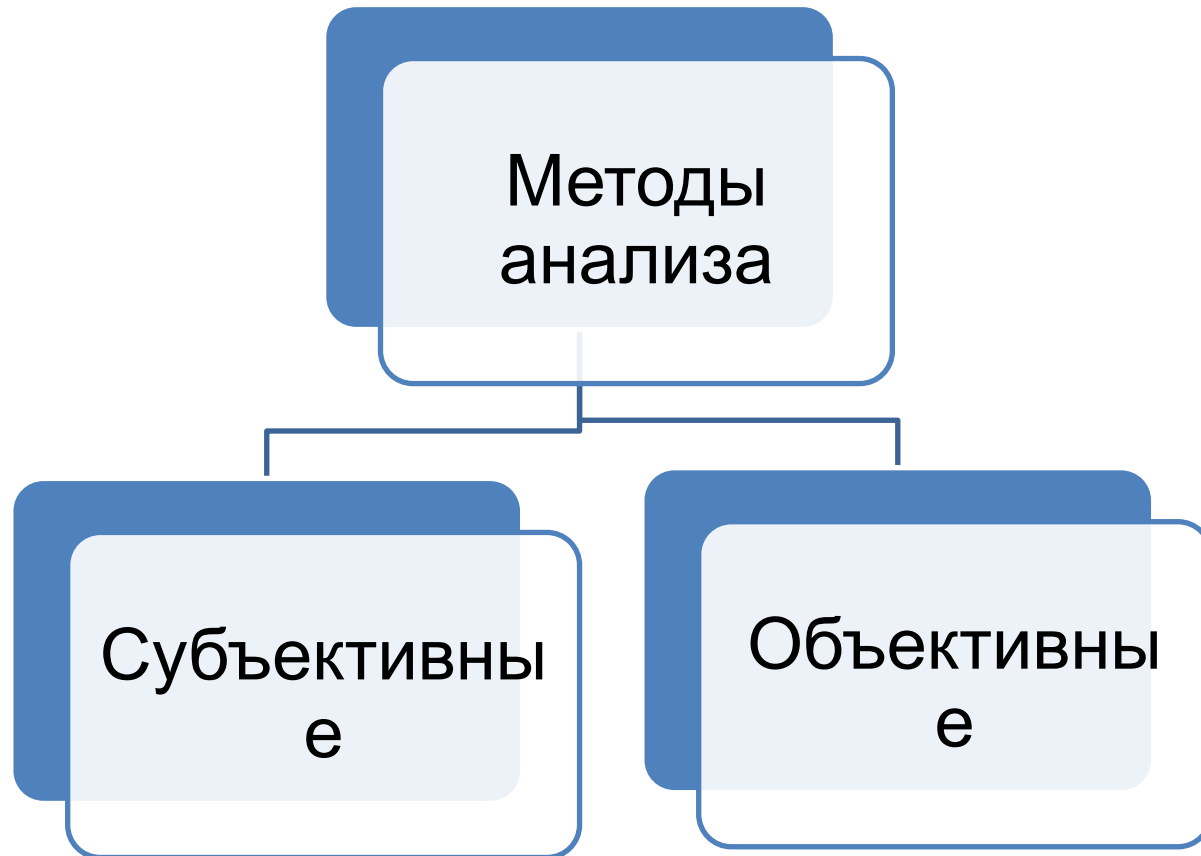 Методы
анализа
Субъективны
е
Объективны
е